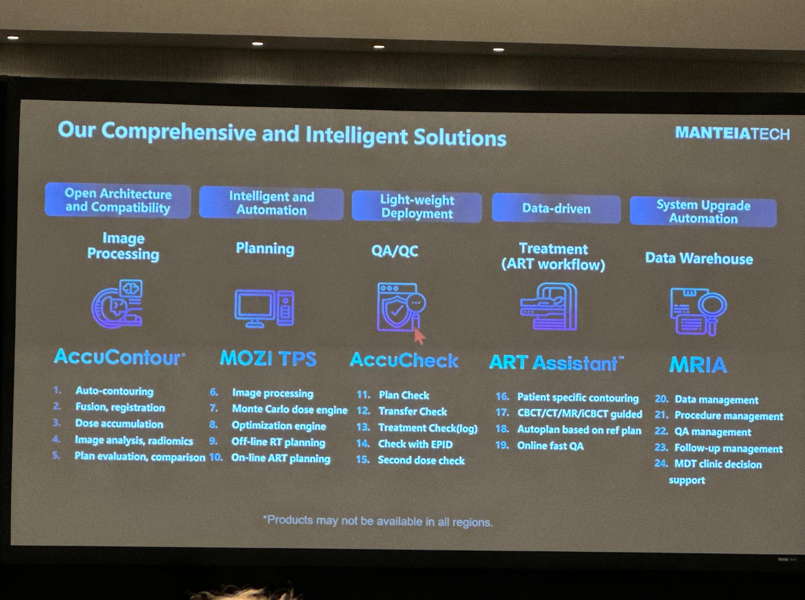 Our Comprehensive and Intelligent Solutions
MANTEIATECH
Open Architecture
and Compatibility
Intelligent and
Automation
Light-weight
Deployment
Data-driven
System Upgrade
Automation
Image
Processing
Planning
QA/QC
Treatment
(ART workflow)
Data Warehouse
AccuContour*
MOZI TPS
AccuCheck
ART Assistant™
MRIA
1. Auto-contouring
2. Fusion, registration
3. Dose accumulation
4. Image analysis, radiomics
5. Plan evaluation, comparison
6. Image processing
7. Monte Carlo dose engine
8. Optimization engine
9. Off-line RT planning
10. On-line ART planning
11. Plan Check
12. Transfer Check
13. Treatment Check(log)
14. Check with EPID
15. Second dose check
16. Patient specific contouring
17. CBCT/CT/MR/iCBCT guided
18. Autoplan based on ref plan
19. Online fast QA
20. Data management
21. Procedure management
22. QA management
23. Follow-up management
24. MDT clinic decision
support
*Products may not be available in all regions.